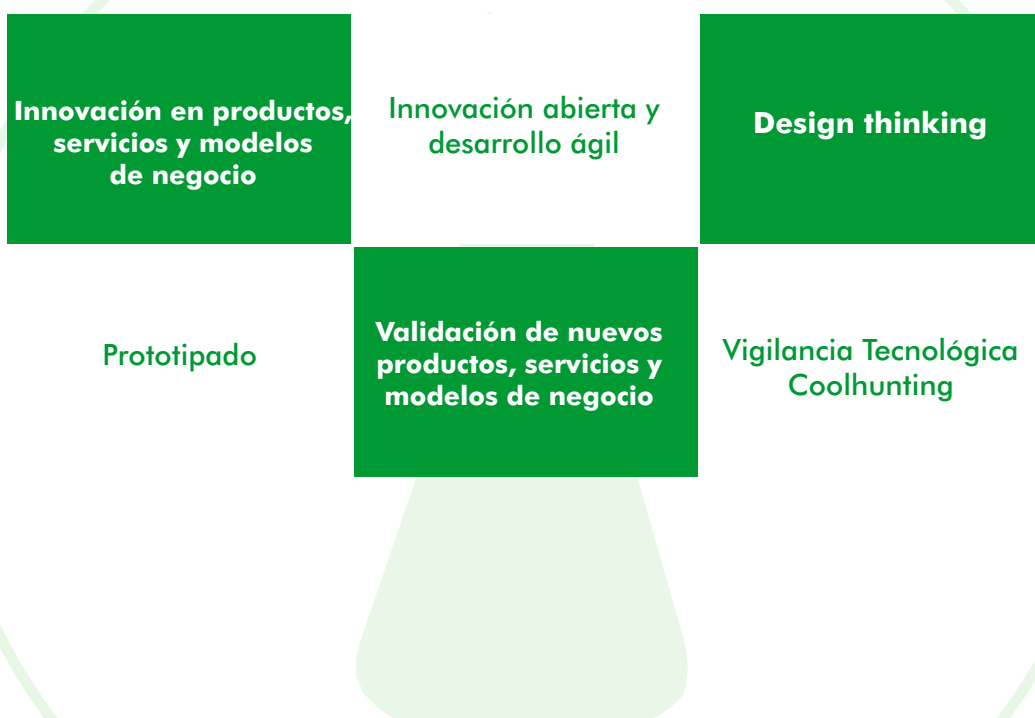 Innovación en productos,
servicios y modelos
de negocio
Innovación abierta y
desarrollo ágil
Design thinking
Prototipado
Validación de nuevos
productos, servicios y
modelos de negocio
Vigilancia Tecnológica
Coolhunting